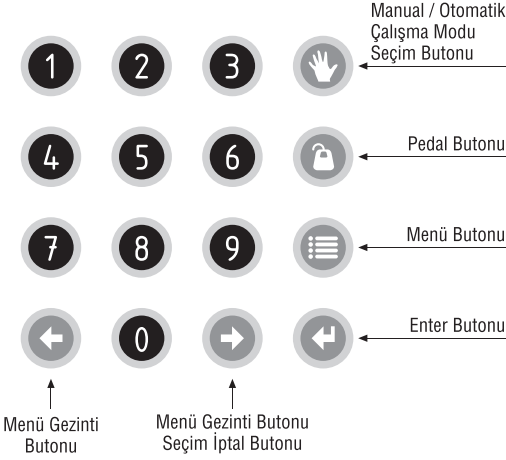 Manual / Otomatik
Çalışma Modu
Seçim Butonu
1 2 3
Pedal Butonu
4 5 6
Menü Butonu
7 8 9
Enter Butonu
0
Menü Gezinti
Butonu
Menü Gezinti Butonu
Seçim İptal Butonu